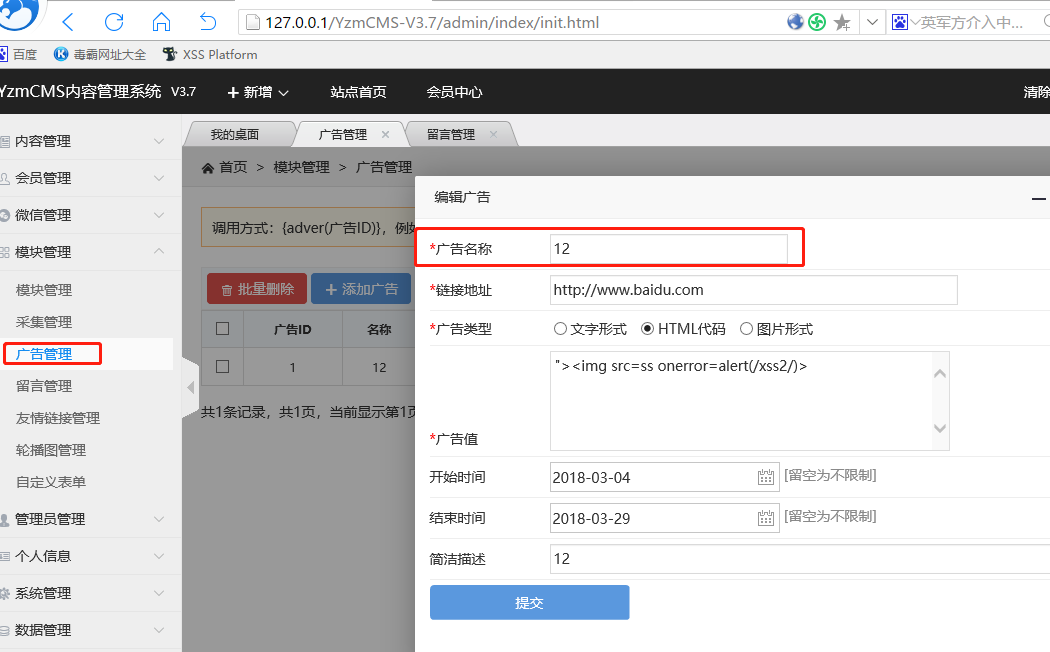 127.0.0.1/YzmCMS-V3.7/admin/index/init.html
英军方介入中...
百度 毒霸网址大全 XSS Platform
YzmCMS内容管理系统 V3.7 新增 站点首页 会员中心 清除
我的桌面 广告管理 留言管理
首页 > 模块管理 > 广告管理
内容管理
会员管理
微信管理
模块管理
模块管理
采集管理
广告管理
留言管理
友情链接管理
轮播图管理
自定义表单
管理员管理
个人信息
系统管理
数据管理
调用方式：{adver(广告ID)}，例如
批量删除 添加广告
广告ID 名称
1 12
共1条记录，共1页，当前显示第1页
编辑广告
*广告名称 12
*链接地址 http://www.baidu.com
*广告类型 文字形式 HTML代码 图片形式
"><img src=ss onerror=alert(/xss2/)>
*广告值
开始时间 2018-03-04 [留空为不限制]
结束时间 2018-03-29 [留空为不限制]
简洁描述 12
提交